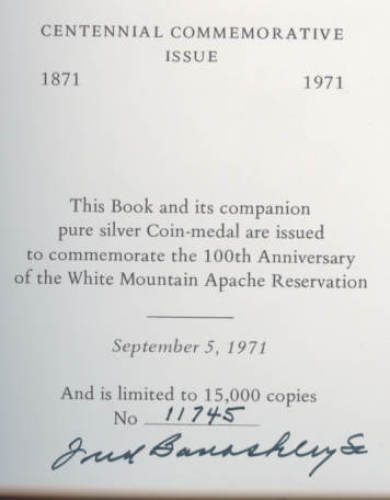 CENTENNIAL COMMEMORATIVE
ISSUE
1871 1971
This Book and its companion
pure silver Coin-medal are issued
to commemorate the 100th Anniversary
of the White Mountain Apache Reservation
September 5, 1971
And is limited to 15,000 copies
No 11745
Fred Banashley Sr